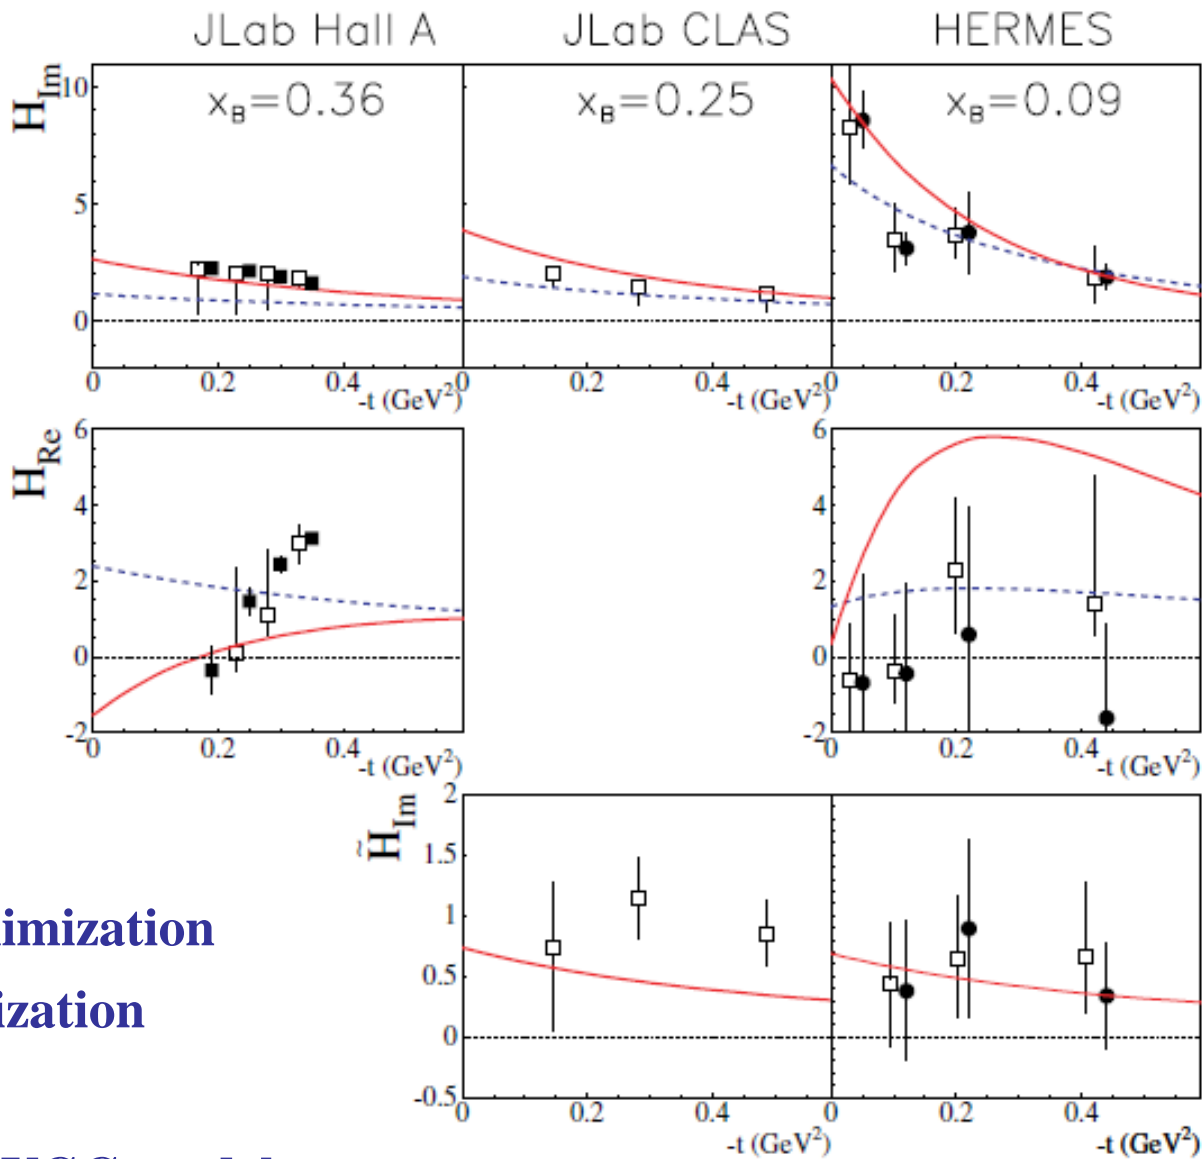 JLab Hall A
JLab CLAS
HERMES
H_Im
10
5
0
x_B=0.36
x_B=0.25
x_B=0.09
0 0.2 0.4
-t (GeV²)
0 0.2 0.4
-t (GeV²)
0 0.2 0.4
-t (GeV²)
H_Re
6
4
2
0
-2
0 0.2 0.4
-t (GeV²)
6
4
2
0
-2
0 0.2 0.4
-t (GeV²)
H̃_Im
2
1.5
1
0.5
0
-0.5
0 0.2 0.4
-t (GeV²)
0 0.2 0.4
-t (GeV²)
imization
ization